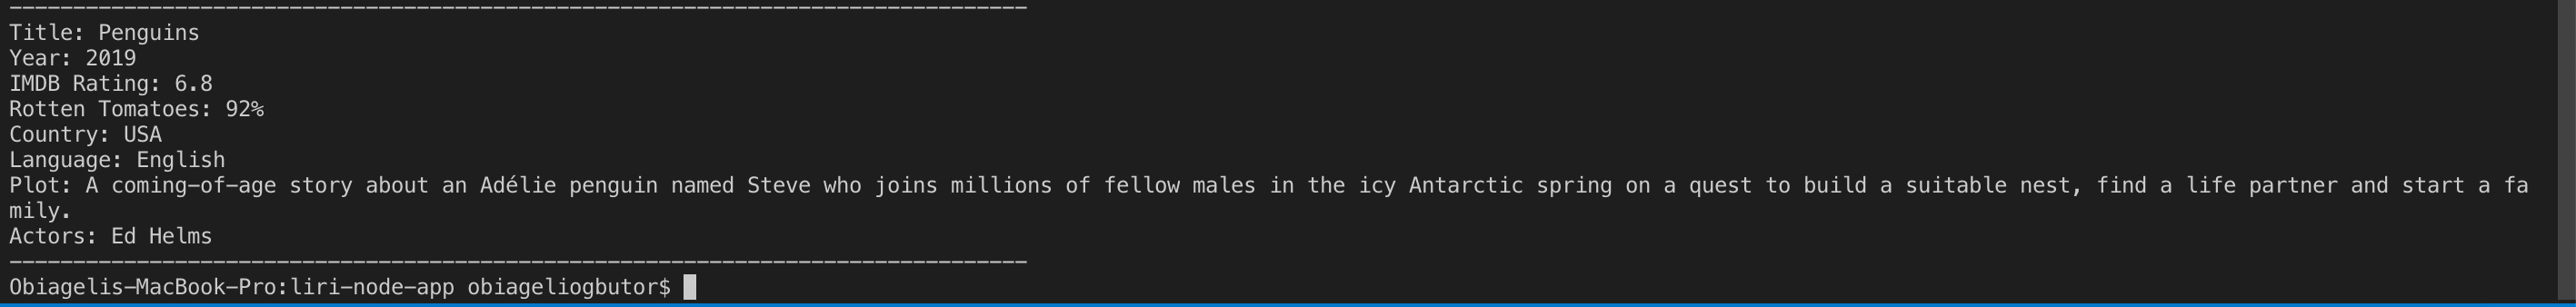 --------------------------------------------------------------------------------
Title: Penguins
Year: 2019
IMDB Rating: 6.8
Rotten Tomatoes: 92%
Country: USA
Language: English
Plot: A coming-of-age story about an Adélie penguin named Steve who joins millions of fellow males in the icy Antarctic spring on a quest to build a suitable nest, find a life partner and start a fa
mily.
Actors: Ed Helms
--------------------------------------------------------------------------------
Obiagelis-MacBook-Pro:liri-node-app obiageliogbutor$